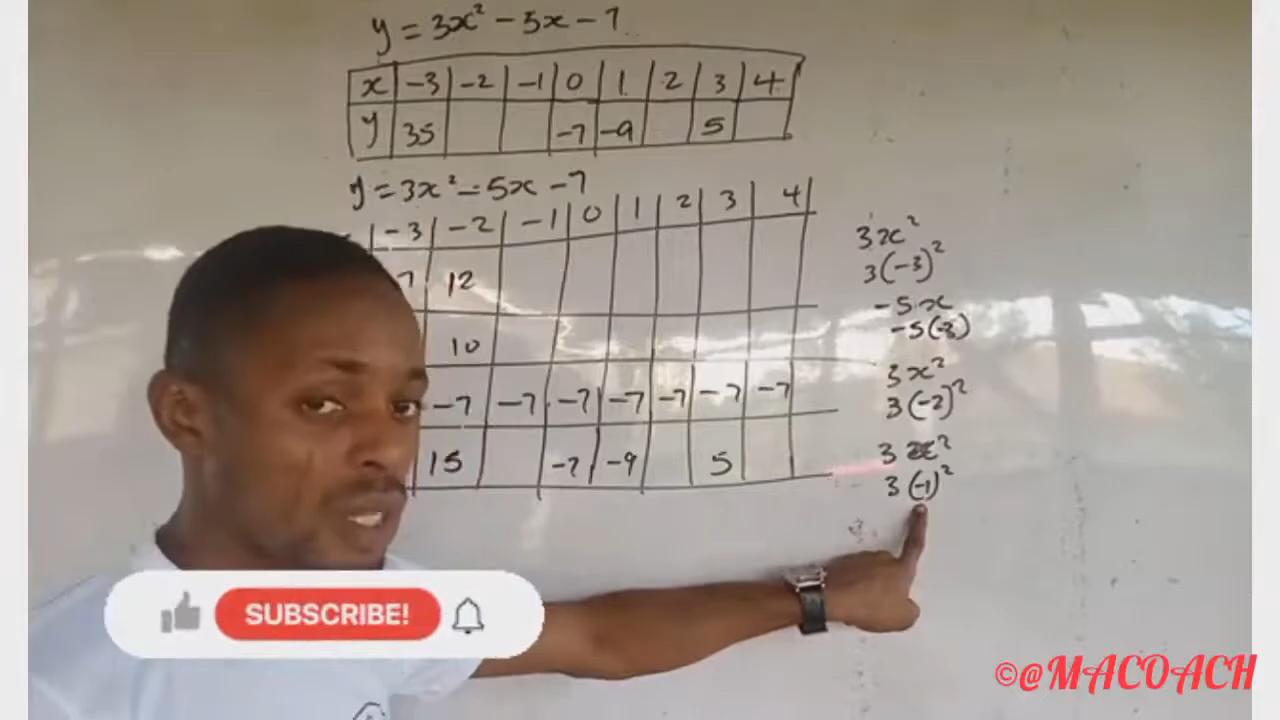 y = 3x² - 5x - 7
x -3 -2 -1 0 1 2 3 4
y 35 -7 -9 5
y = 3x² - 5x - 7
-3 -2 -1 0 1 2 3 4
7 12
10
-7 -7 -7 -7 -7 -7 -7
15 -7 -9 5
3x²
3(-3)²
-5x
-5(-3)
3x²
3(-2)²
3x²
3(-1)²
SUBSCRIBE!
©@MACOACH